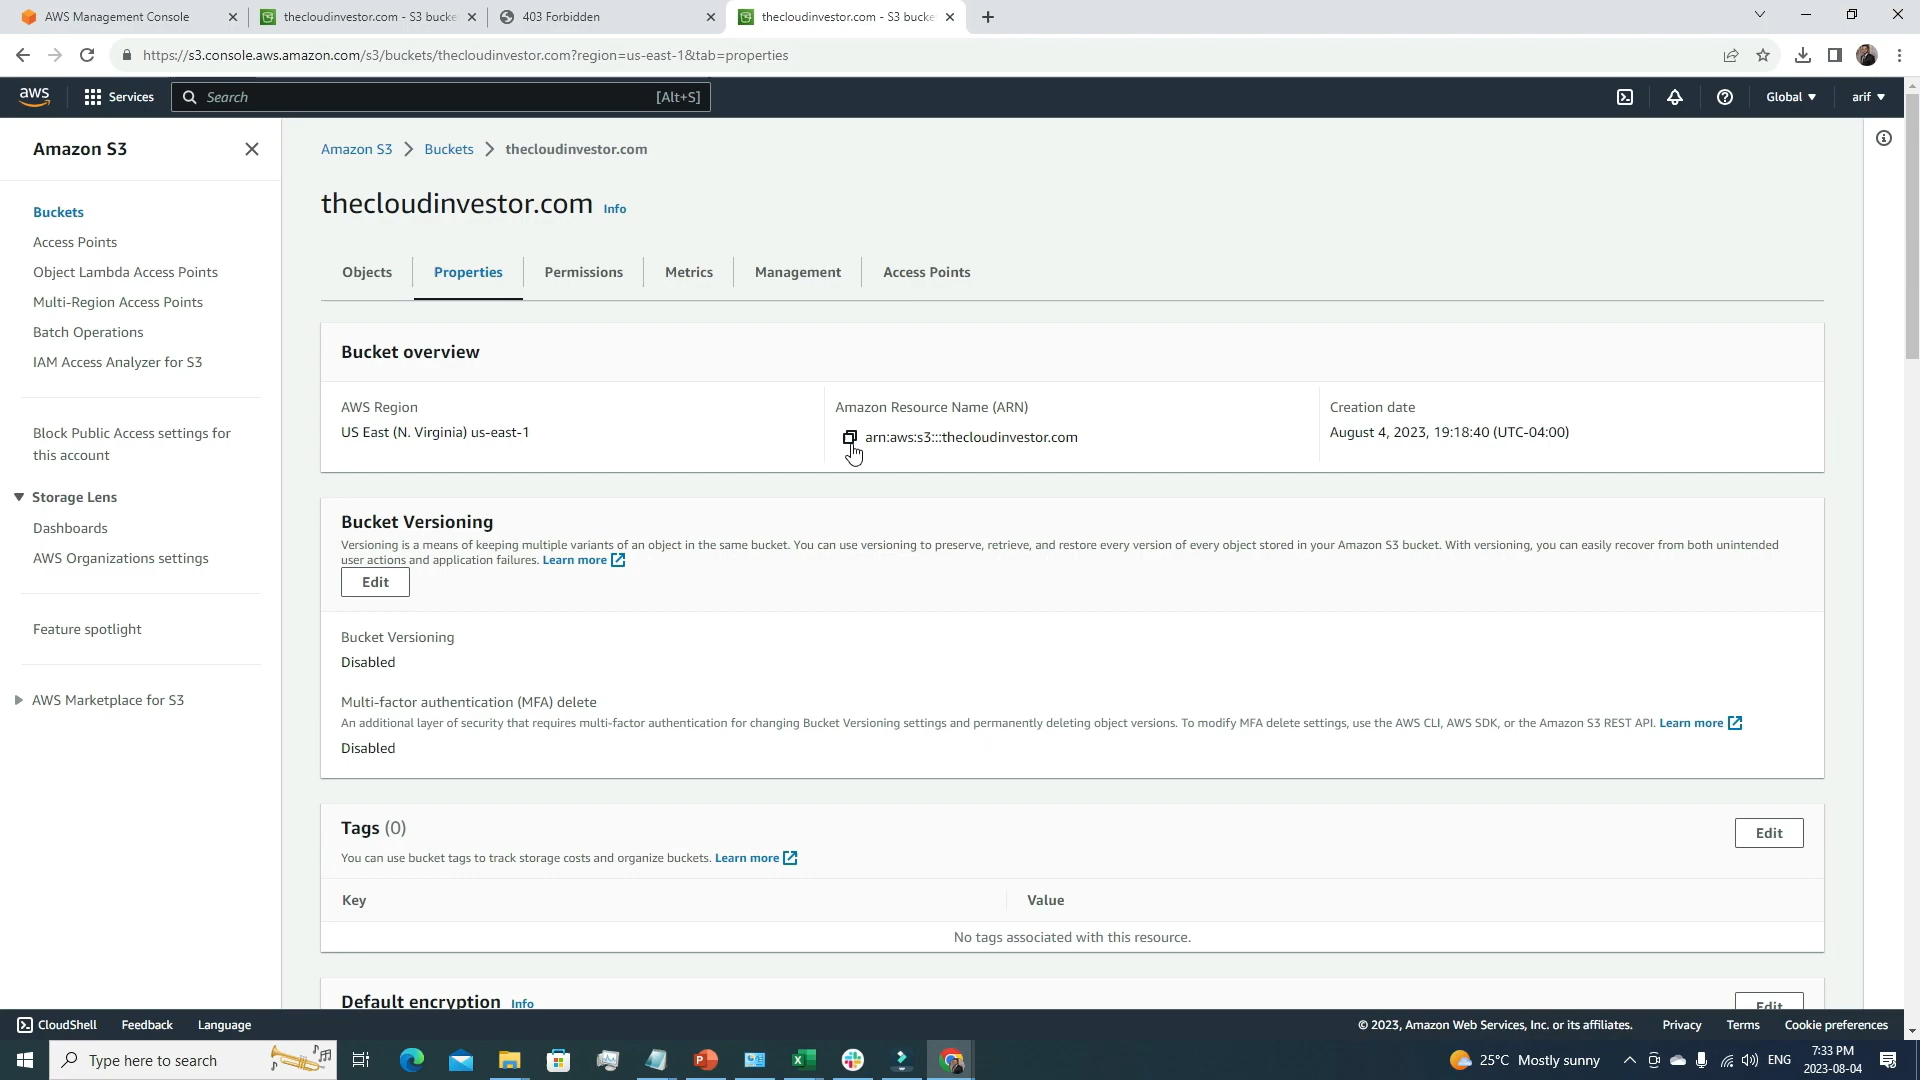 AWS Management Console
thecloudinvestor.com - S3 bucke
403 Forbidden
thecloudinvestor.com - S3 bucke
https://s3.console.aws.amazon.com/s3/buckets/thecloudinvestor.com?region=us-east-1&tab=properties
aws
Services
Search
[Alt+S]
Global
arif
Amazon S3
Buckets
Access Points
Object Lambda Access Points
Multi-Region Access Points
Batch Operations
IAM Access Analyzer for S3
Block Public Access settings for
this account
Storage Lens
Dashboards
AWS Organizations settings
Feature spotlight
AWS Marketplace for S3
Amazon S3 > Buckets > thecloudinvestor.com
thecloudinvestor.com Info
Objects
Properties
Permissions
Metrics
Management
Access Points
Bucket overview
AWS Region
US East (N. Virginia) us-east-1
Amazon Resource Name (ARN)
arn:aws:s3:::thecloudinvestor.com
Creation date
August 4, 2023, 19:18:40 (UTC-04:00)
Bucket Versioning
Versioning is a means of keeping multiple variants of an object in the same bucket. You can use versioning to preserve, retrieve, and restore every version of every object stored in your Amazon S3 bucket. With versioning, you can easily recover from both unintended
user actions and application failures. Learn more
Edit
Bucket Versioning
Disabled
Multi-factor authentication (MFA) delete
An additional layer of security that requires multi-factor authentication for changing Bucket Versioning settings and permanently deleting object versions. To modify MFA delete settings, use the AWS CLI, AWS SDK, or the Amazon S3 REST API. Learn more
Disabled
Tags (0)
Edit
You can use bucket tags to track storage costs and organize buckets. Learn more
Key
Value
No tags associated with this resource.
Default encryption Info
Edit
CloudShell
Feedback
Language
© 2023, Amazon Web Services, Inc. or its affiliates.
Privacy
Terms
Cookie preferences
Type here to search
25°C Mostly sunny
ENG
7:33 PM
2023-08-04